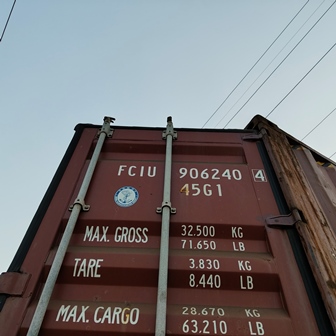 FCIU 906240 4
45G1
MAX. GROSS 32.500 KG
71.650 LB
TARE 3.830 KG
8.440 LB
MAX. CARGO 28.670 KG
63.210 LB